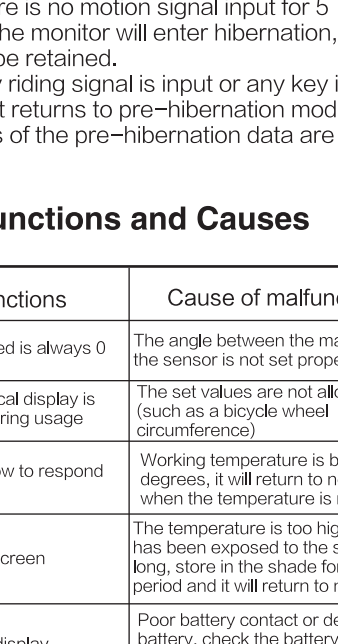 re is no motion signal input for 5
he monitor will enter hibernation,
be retained.
y riding signal is input or any key i
t returns to pre-hibernation mod
s of the pre-hibernation data are
unctions and Causes
nctions
Cause of malfun
ed is always 0
The angle between the ma
the sensor is not set prope
cal display is
ring usage
The set values are not allo
(such as a bicycle wheel
circumference)
ow to respond
Working temperature is b
degrees, it will return to n
when the temperature is n
creen
The temperature is too hig
has been exposed to the s
long, store in the shade for
period and it will return to n
display
Poor battery contact or de
battery, check the battery